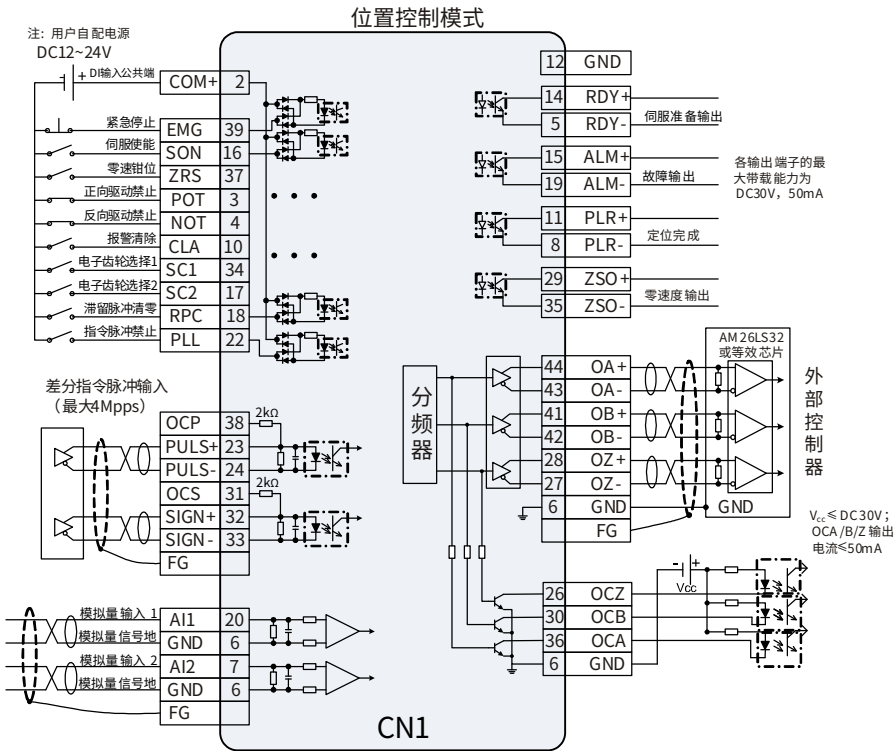 位置控制模式
注: 用户自配电源
DC12~24V
+ DI输入公共端
COM+ 2
紧急停止 EMG 39
伺服使能 SON 16
零速钳位 ZRS 37
正向驱动禁止 POT 3
反向驱动禁止 NOT 4
报警清除 CLA 10
电子齿轮选择1 SC1 34
电子齿轮选择2 SC2 17
滞留脉冲清零 RPC 18
指令脉冲禁止 PLL 22
差分指令脉冲输入
(最大4Mpps)
OCP 38 2kΩ
PULS+ 23
PULS- 24
OCS 31 2kΩ
SIGN+ 32
SIGN- 33
FG
模拟量输入 1 AI1 20
模拟量信号地 GND 6
模拟量输入 2 AI2 7
模拟量信号地 GND 6
FG
CN1
12 GND
14 RDY+
5 RDY-
伺服准备输出
15 ALM+
19 ALM-
故障输出
11 PLR+
8 PLR-
定位完成
29 ZSO+
35 ZSO-
零速度输出
各输出端子的最
大带载能力为
DC30V，50mA
分频器
44 OA+
43 OA-
41 OB+
42 OB-
28 OZ+
27 OZ-
6 GND
FG
AM26LS32
或等效芯片
GND
外部控制器
Vcc≤DC30V；
OCA/B/Z输出
电流≤50mA
- +
Vcc
26 OCZ
30 OCB
36 OCA
6 GND